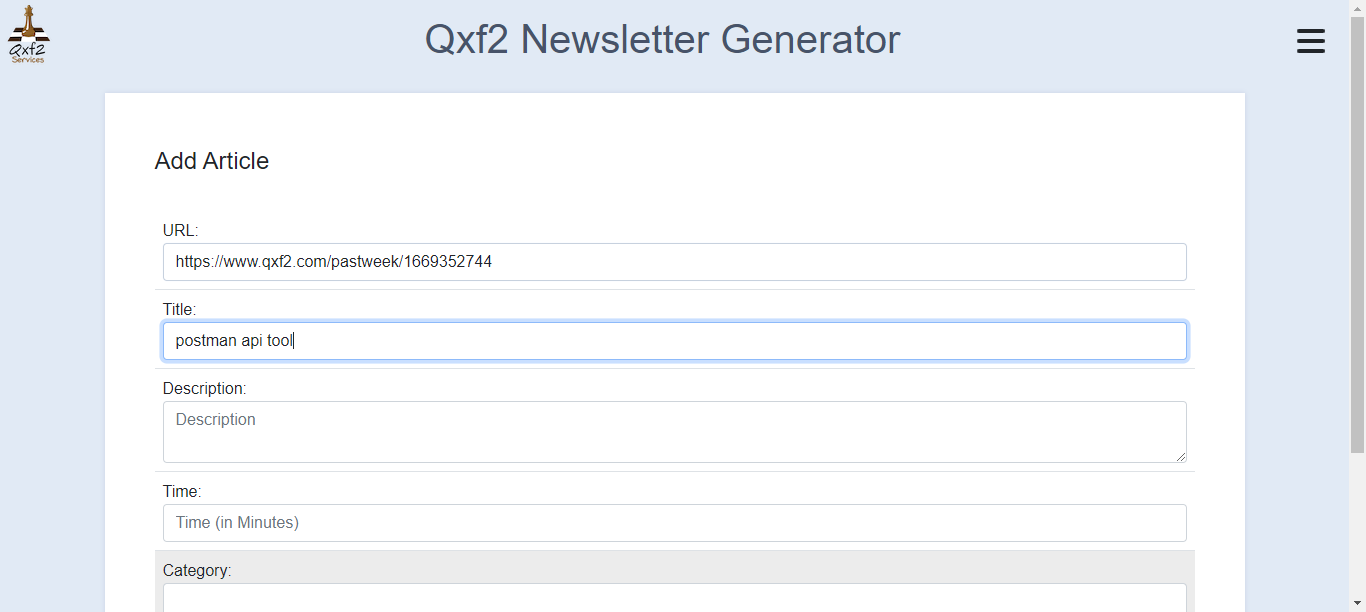 Qxf2
Services
Qxf2 Newsletter Generator
Add Article
URL:
https://www.qxf2.com/pastweek/1669352744
Title:
postman api tool
Description:
Description
Time:
Time (in Minutes)
Category: